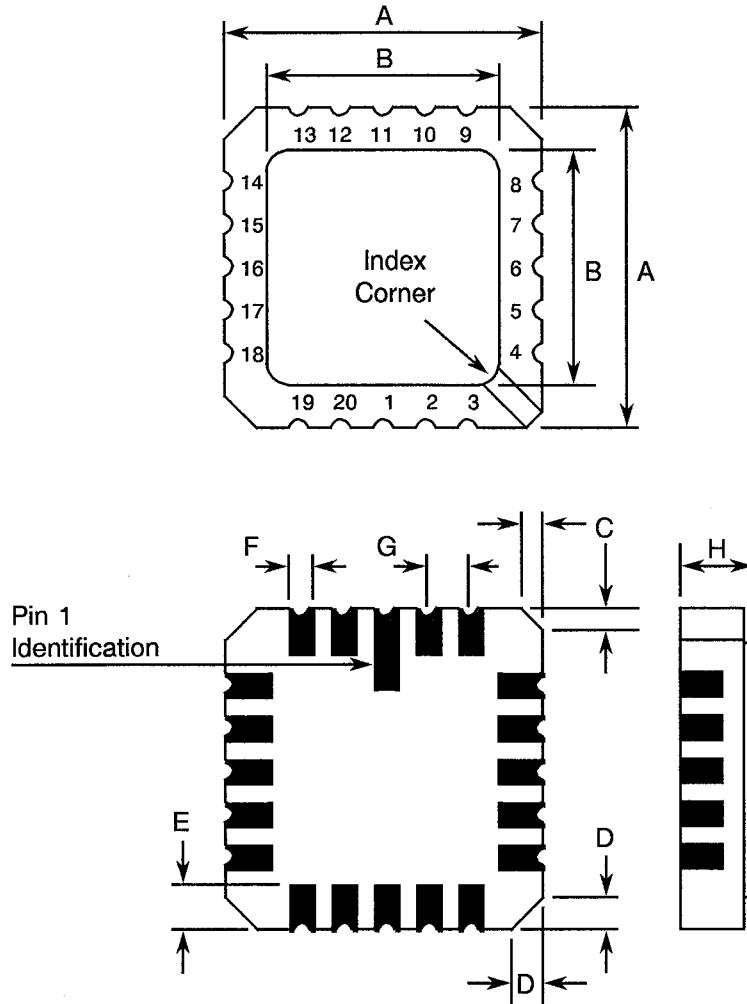 A
B
13 12 11 10 9
14 8
15 7
16 6
17 5
18 4
Index
Corner
B
A
19 20 1 2 3
F
G
C
H
Pin 1
Identification
E
D
D